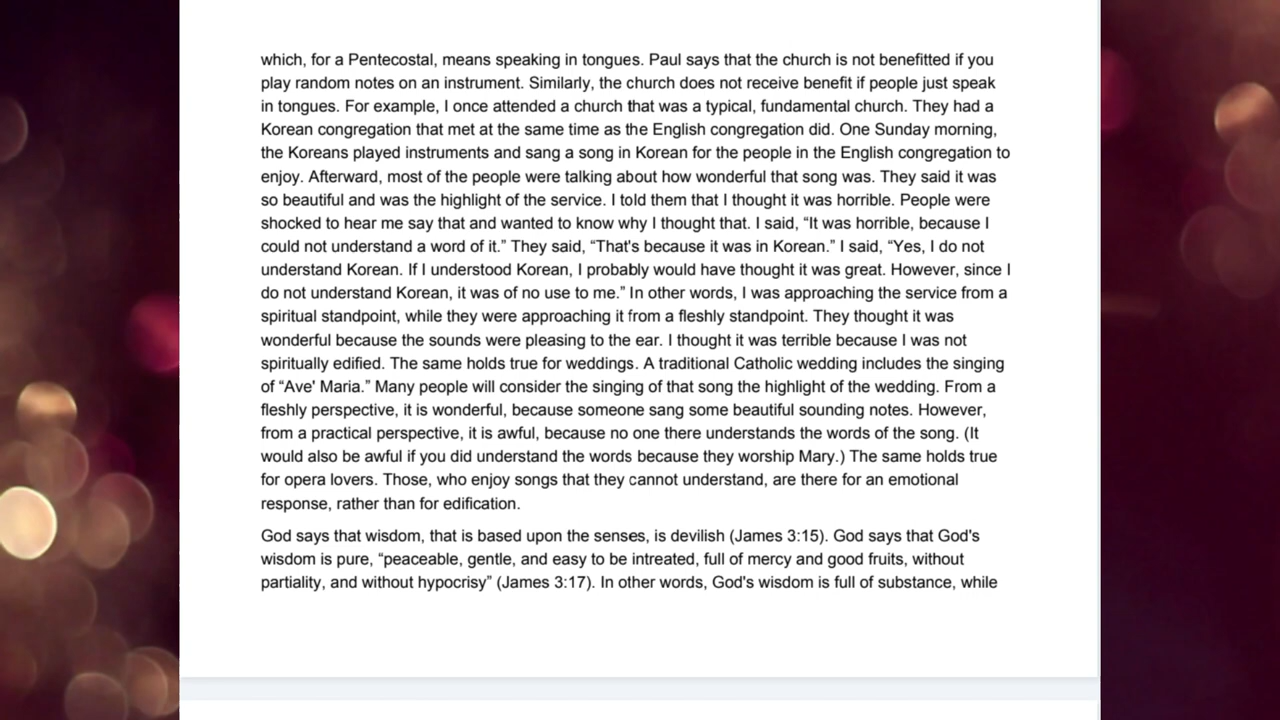 which, for a Pentecostal, means speaking in tongues. Paul says that the church is not benefitted if you
play random notes on an instrument. Similarly, the church does not receive benefit if people just speak
in tongues. For example, I once attended a church that was a typical, fundamental church. They had a
Korean congregation that met at the same time as the English congregation did. One Sunday morning,
the Koreans played instruments and sang a song in Korean for the people in the English congregation to
enjoy. Afterward, most of the people were talking about how wonderful that song was. They said it was
so beautiful and was the highlight of the service. I told them that I thought it was horrible. People were
shocked to hear me say that and wanted to know why I thought that. I said, “It was horrible, because I
could not understand a word of it.” They said, “That's because it was in Korean.” I said, “Yes, I do not
understand Korean. If I understood Korean, I probably would have thought it was great. However, since I
do not understand Korean, it was of no use to me.” In other words, I was approaching the service from a
spiritual standpoint, while they were approaching it from a fleshly standpoint. They thought it was
wonderful because the sounds were pleasing to the ear. I thought it was terrible because I was not
spiritually edified. The same holds true for weddings. A traditional Catholic wedding includes the singing
of “Ave' Maria.” Many people will consider the singing of that song the highlight of the wedding. From a
fleshly perspective, it is wonderful, because someone sang some beautiful sounding notes. However,
from a practical perspective, it is awful, because no one there understands the words of the song. (It
would also be awful if you did understand the words because they worship Mary.) The same holds true
for opera lovers. Those, who enjoy songs that they cannot understand, are there for an emotional
response, rather than for edification.
God says that wisdom, that is based upon the senses, is devilish (James 3:15). God says that God's
wisdom is pure, “peaceable, gentle, and easy to be intreated, full of mercy and good fruits, without
partiality, and without hypocrisy” (James 3:17). In other words, God's wisdom is full of substance, while